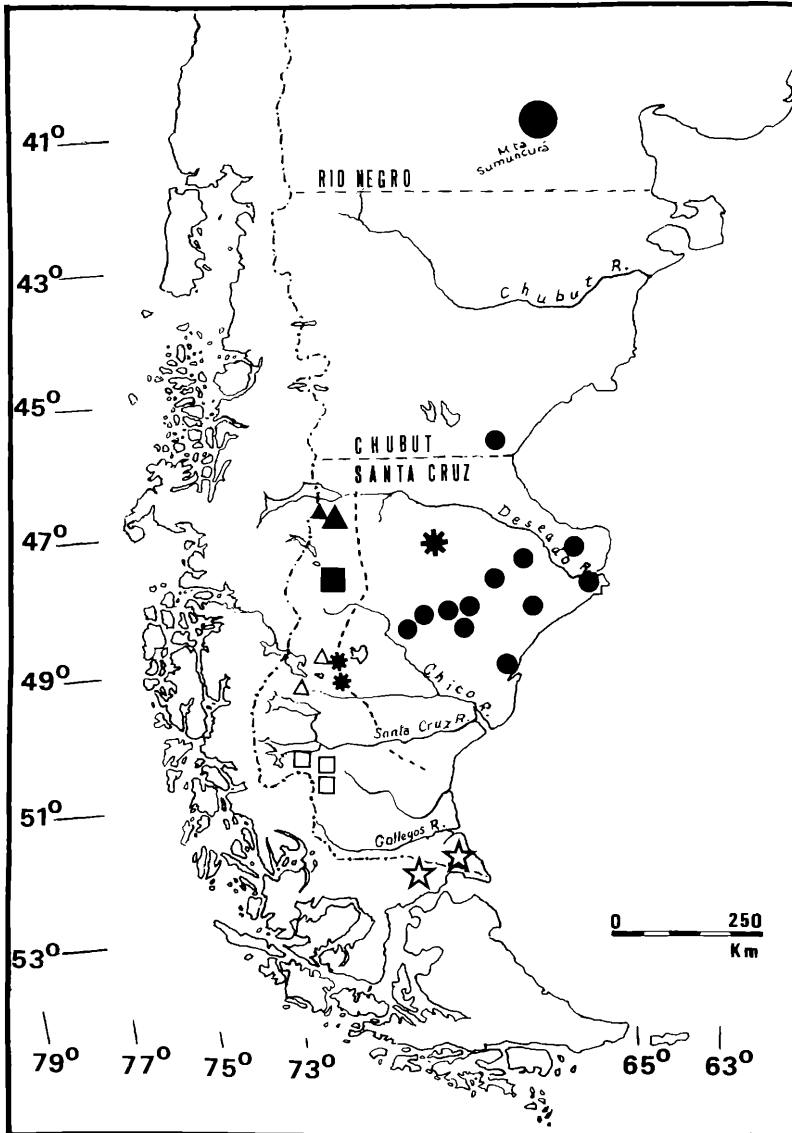 41°
Mta
Sumuncurá
RIO NEGRO
43°
Chubut R.
45°
CHUBUT
SANTA CRUZ
47°
Deseado R.
49°
Chico R.
Santa Cruz R.
51°
Gallegos R.
0 250
Km
53°
79° 77° 75° 73° 65° 63°